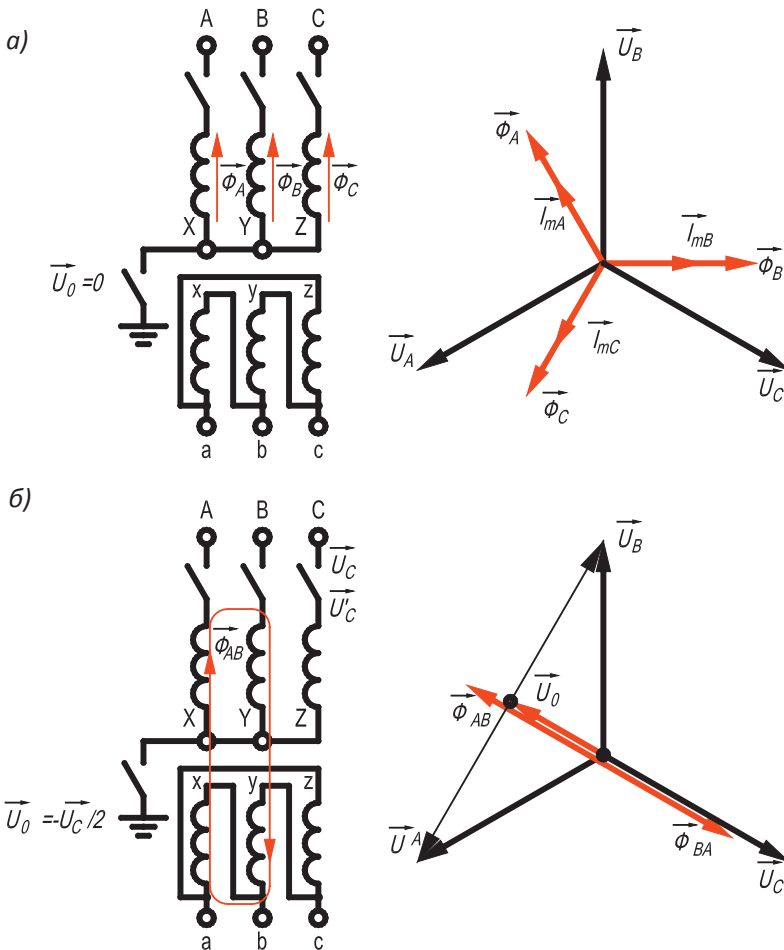 а)
A B C
U_B
Φ_A
Φ_A Φ_B Φ_C
I_mA I_mB
X Y Z
Φ_B
U_0 =0
x y z
I_mC
U_A
U_C
Φ_C
a b c
б)
A B C
U_B
U_C
U'_C
Φ_AB
U_0
Φ_AB
X Y Z
x y z
U_0 =-U_C/2
U^A
Φ_BA
U_C
a b c